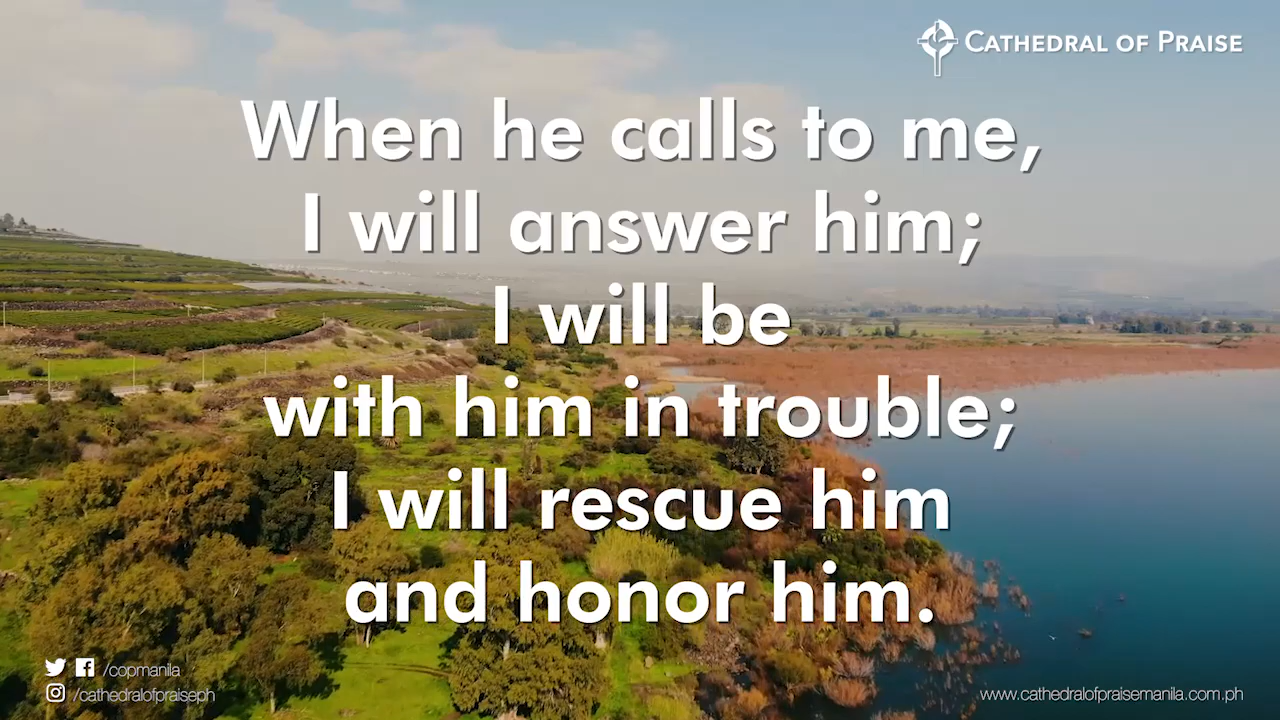 CATHEDRAL OF PRAISE
When he calls to me,
I will answer him;
I will be
with him in trouble;
I will rescue him
and honor him.
/copmanila
/cathedralofpraiseph
www.cathedralofpraisemanila.com.ph